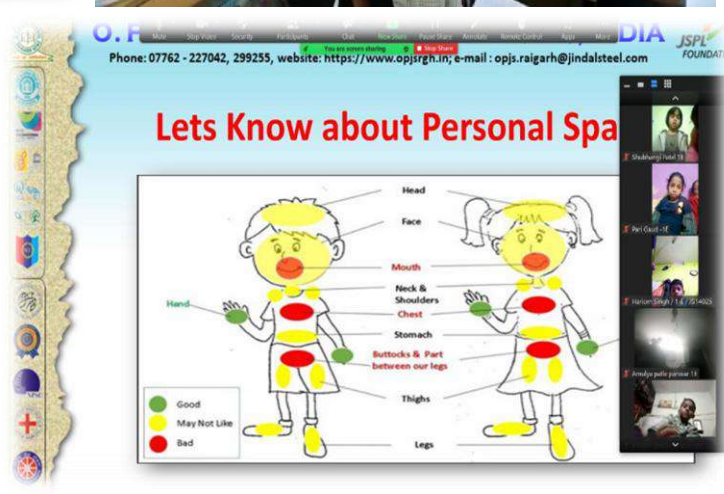 O. P
DIA
JSPL
FOUNDAT
Mute Stop Video Security Participants Chat New Share Pause Share Annotate Remote Control Apps More
You are screen sharing Stop Share
Phone: 07762 - 227042, 299255, website: https://www.opjsrgh.in; e-mail : opjs.raigarh@jindalsteel.com
Lets Know about Personal Spa
Head
Face
Mouth
Neck &
Shoulders
Hand
Chest
Stomach
Buttocks & Part
between our legs
Thighs
Legs
Good
May Not Like
Bad
Shubhangi Patel 1B
Pari Gaud -1E
Hariom Singh / 1-E /
Amulya patle panwar 1E